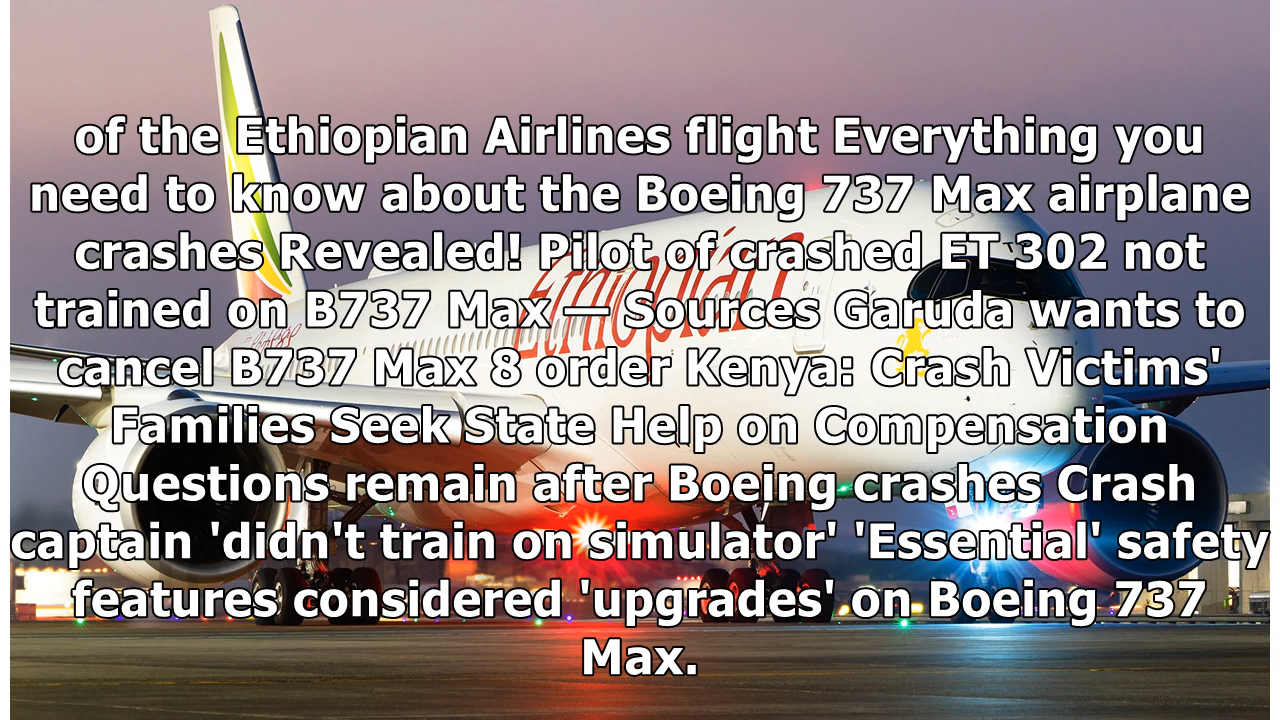 of the Ethiopian Airlines flight Everything you
need to know about the Boeing 737 Max airplane
crashes Revealed! Pilot of crashed ET 302 not
trained on B737 Max — Sources Garuda wants to
cancel B737 Max 8 order Kenya: Crash Victims'
Families Seek State Help on Compensation
Questions remain after Boeing crashes Crash
captain 'didn't train on simulator' 'Essential' safety
features considered 'upgrades' on Boeing 737
Max.
Ethiopian